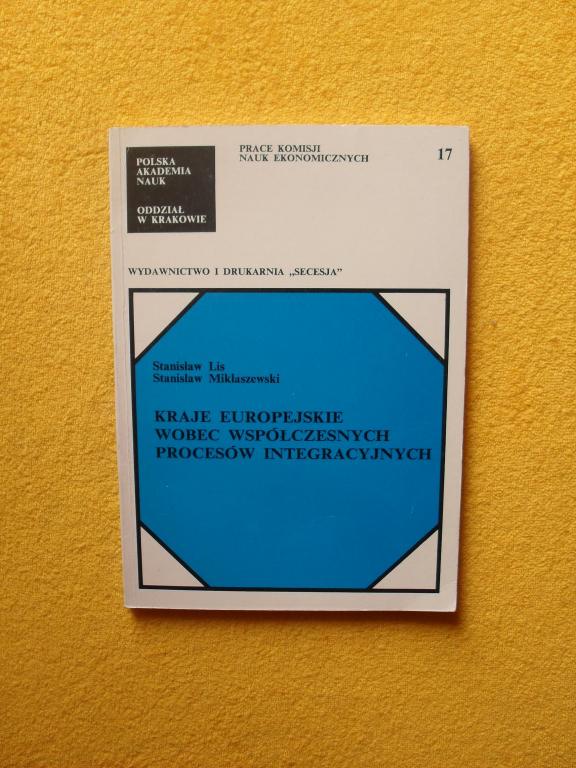 POLSKA
AKADEMIA
NAUK
ODDZIAŁ
W KRAKOWIE
PRACE KOMISJI
NAUK EKONOMICZNYCH
17
WYDAWNICTWO I DRUKARNIA „SECESJA”
Stanisław Lis
Stanisław Miklaszewski
KRAJE EUROPEJSKIE
WOBEC WSPÓŁCZESNYCH
PROCESÓW INTEGRACYJNYCH